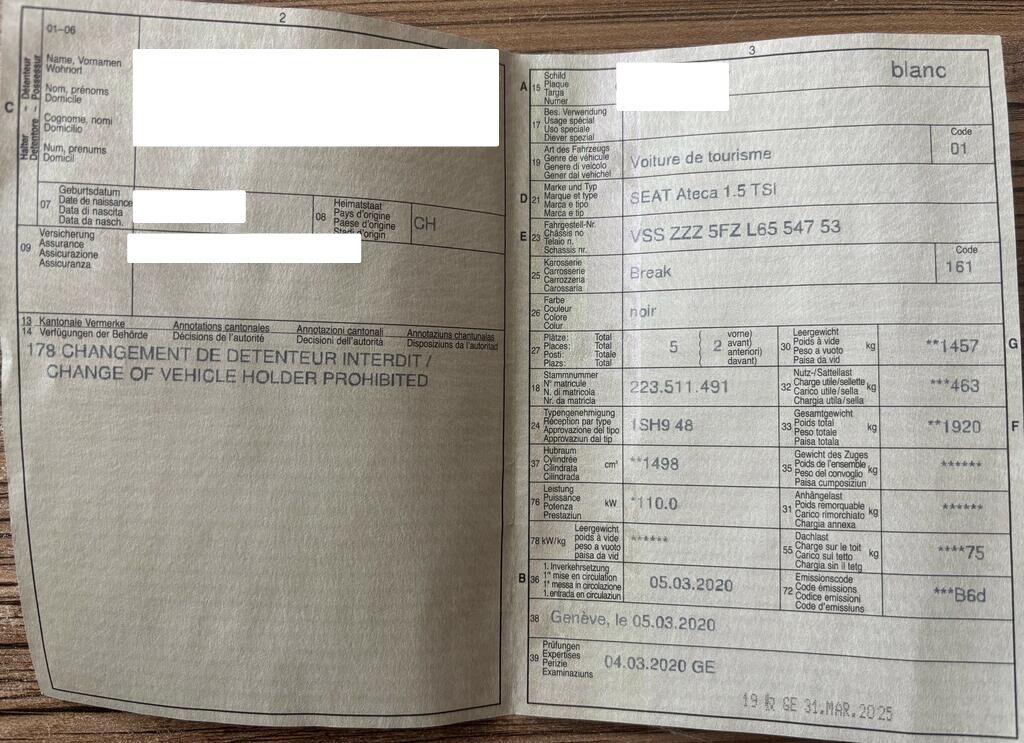 2
01–06
C
Halter – Détenteur
Detentore – Possessur
Name, Vornamen
Wohnort
Nom, prénoms
Domicile
Cognome, nomi
Domicilio
Num, prenums
Domicil
07
Geburtsdatum
Date de naissance
Data di nascita
Data da nasch.
08
Heimatstaat
Pays d'origine
Paese d'origine
Stadi d'origin
CH
09
Versicherung
Assurance
Assicurazione
Assicuranza
13 Kantonale Vermerke Annotations cantonales Annotazioni cantonali Annotaziuns chantunalas
14 Verfügungen der Behörde Décisions de l'autorité Decisioni dell'autorità Disposiziuns da l'autoritad
178 CHANGEMENT DE DETENTEUR INTERDIT /
CHANGE OF VEHICLE HOLDER PROHIBITED
3
A 15
Schild
Plaque
Targa
Numer
blanc
17
Bes. Verwendung
Usage spécial
Uso speciale
Diever spezial
19
Art des Fahrzeugs
Genre de véhicule
Genere di veicolo
Gener dal vehichel
Voiture de tourisme
Code
01
D 21
Marke und Typ
Marque et type
Marca e tipo
Marca e tip
SEAT Ateca 1.5 TSI
E 23
Fahrgestell-Nr.
Châssis no
Telaio n.
Schassis nr.
VSS ZZZ 5FZ L65 547 53
25
Karosserie
Carrosserie
Carrozzeria
Carossaria
Break
Code
161
26
Farbe
Couleur
Colore
Colur
noir
27
Plätze: Total
Places: Total
Posti: Totale
Plazs: Totale
5
2
vorne)
avant)
anteriori)
davant)
30
Leergewicht
Poids à vide
Peso a vuoto
Paisa da vid
kg
**1457
G
18
Stammnummer
N° matricule
N. di matricola
Nr. da matricla
223.511.491
32
Nutz-/Sattellast
Charge utile/sellette
Carico utile/sella
Chargia utila/sella
kg
***463
24
Typengenehmigung
Réception par type
Approvazione del tipo
Approvaziun dal tip
1SH9 48
33
Gesamtgewicht
Poids total
Peso totale
Paisa totala
kg
**1920
F
37
Hubraum
Cylindrée
Cilindrata
Cilindrada
cm³
**1498
35
Gewicht des Zuges
Poids de l'ensemble
Peso del convoglio
Paisa cumposiziun
kg
******
76
Leistung
Puissance
Potenza
Prestaziun
kW
*110.0
31
Anhängelast
Poids remorquable
Carico rimorchiato
Chargia annexa
kg
******
78 kW/kg
Leergewicht
poids à vide
peso a vuoto
paisa da vid
******
55
Dachlast
Charge sur le toit
Carico sul tetto
Chargia sin il tetg
kg
****75
B 36
1. Inverkehrsetzung
1re mise en circulation
1a messa in circolazione
1. entrada en circulaziun
05.03.2020
72
Emissionscode
Code émissions
Codice emissioni
Code d'emissiuns
***B6d
38
Genève, le 05.03.2020
39
Prüfungen
Expertises
Perizie
Examinaziuns
04.03.2020 GE
GE 31.MAR.2025